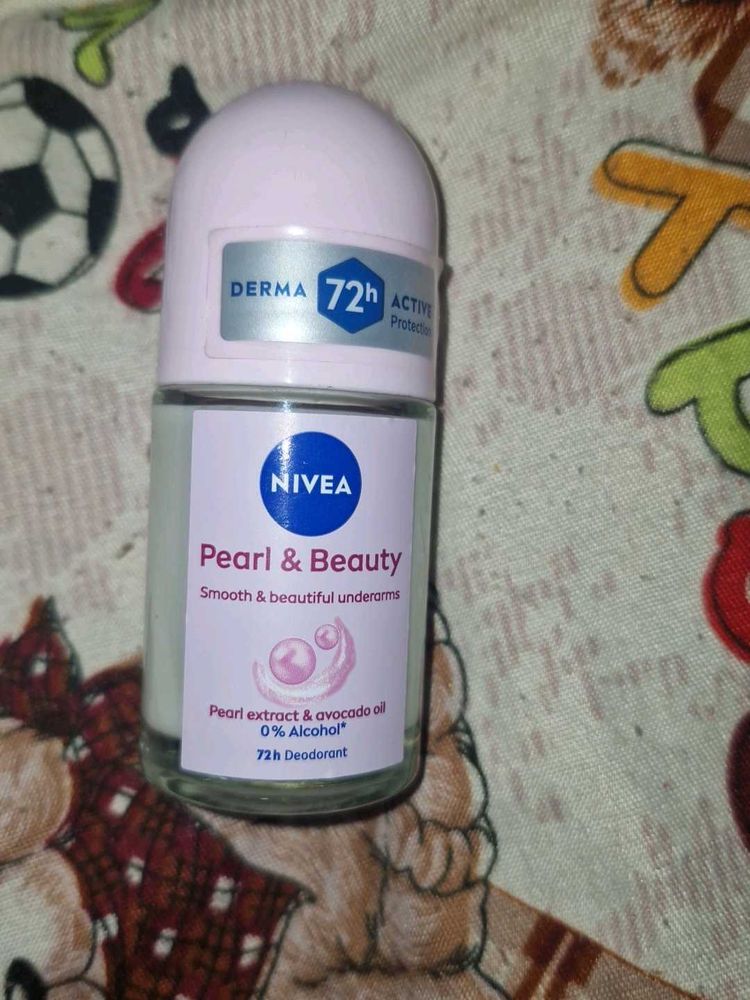 DERMA 72h ACTIVE
Protection
NIVEA
Pearl & Beauty
Smooth & beautiful underarms
Pearl extract & avocado oil
0% Alcohol*
72h Deodorant